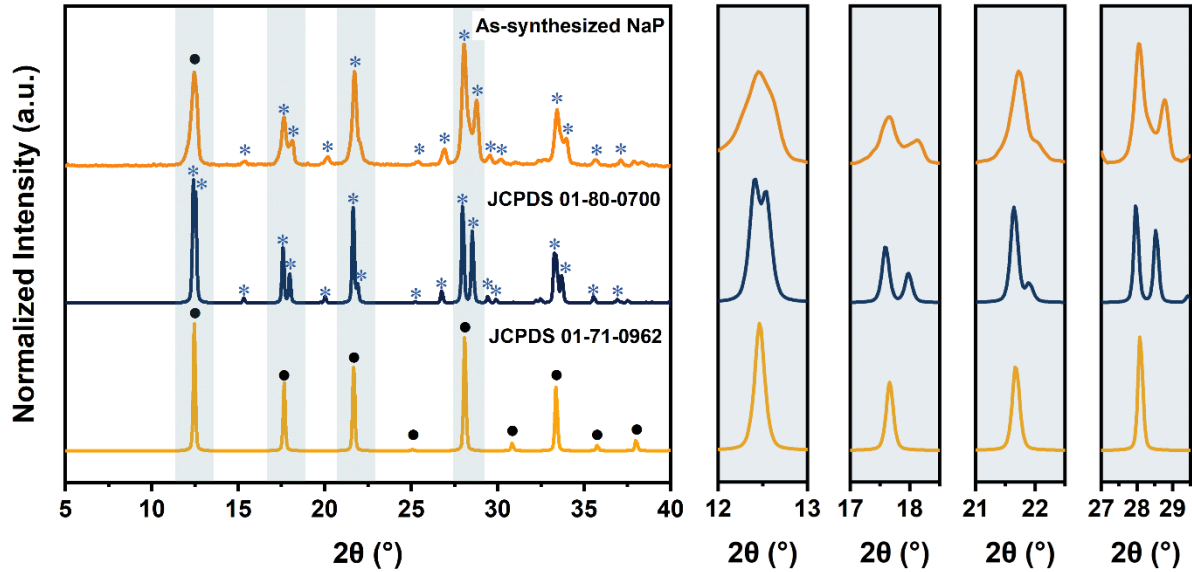 Normalized Intensity (a.u.)
As-synthesized NaP
JCPDS 01-80-0700
JCPDS 01-71-0962
5 10 15 20 25 30 35 40
2θ (°)
12 13
2θ (°)
17 18
2θ (°)
21 22
2θ (°)
27 28 29
2θ (°)